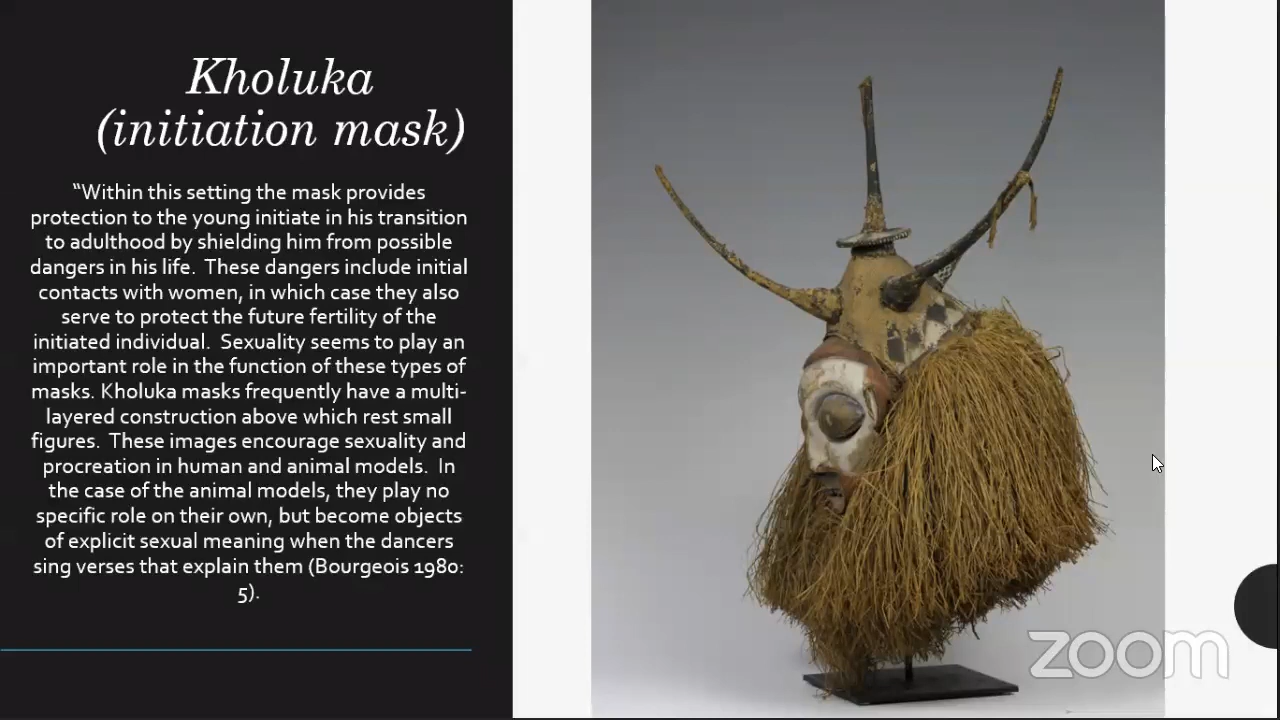 Kholuka
(initiation mask)
“Within this setting the mask provides
protection to the young initiate in his transition
to adulthood by shielding him from possible
dangers in his life.  These dangers include initial
contacts with women, in which case they also
serve to protect the future fertility of the
initiated individual.  Sexuality seems to play an
important role in the function of these types of
masks. Kholuka masks frequently have a multi-
layered construction above which rest small
figures.  These images encourage sexuality and
procreation in human and animal models.  In
the case of the animal models, they play no
specific role on their own, but become objects
of explicit sexual meaning when the dancers
sing verses that explain them (Bourgeois 1980:
5).
zoom